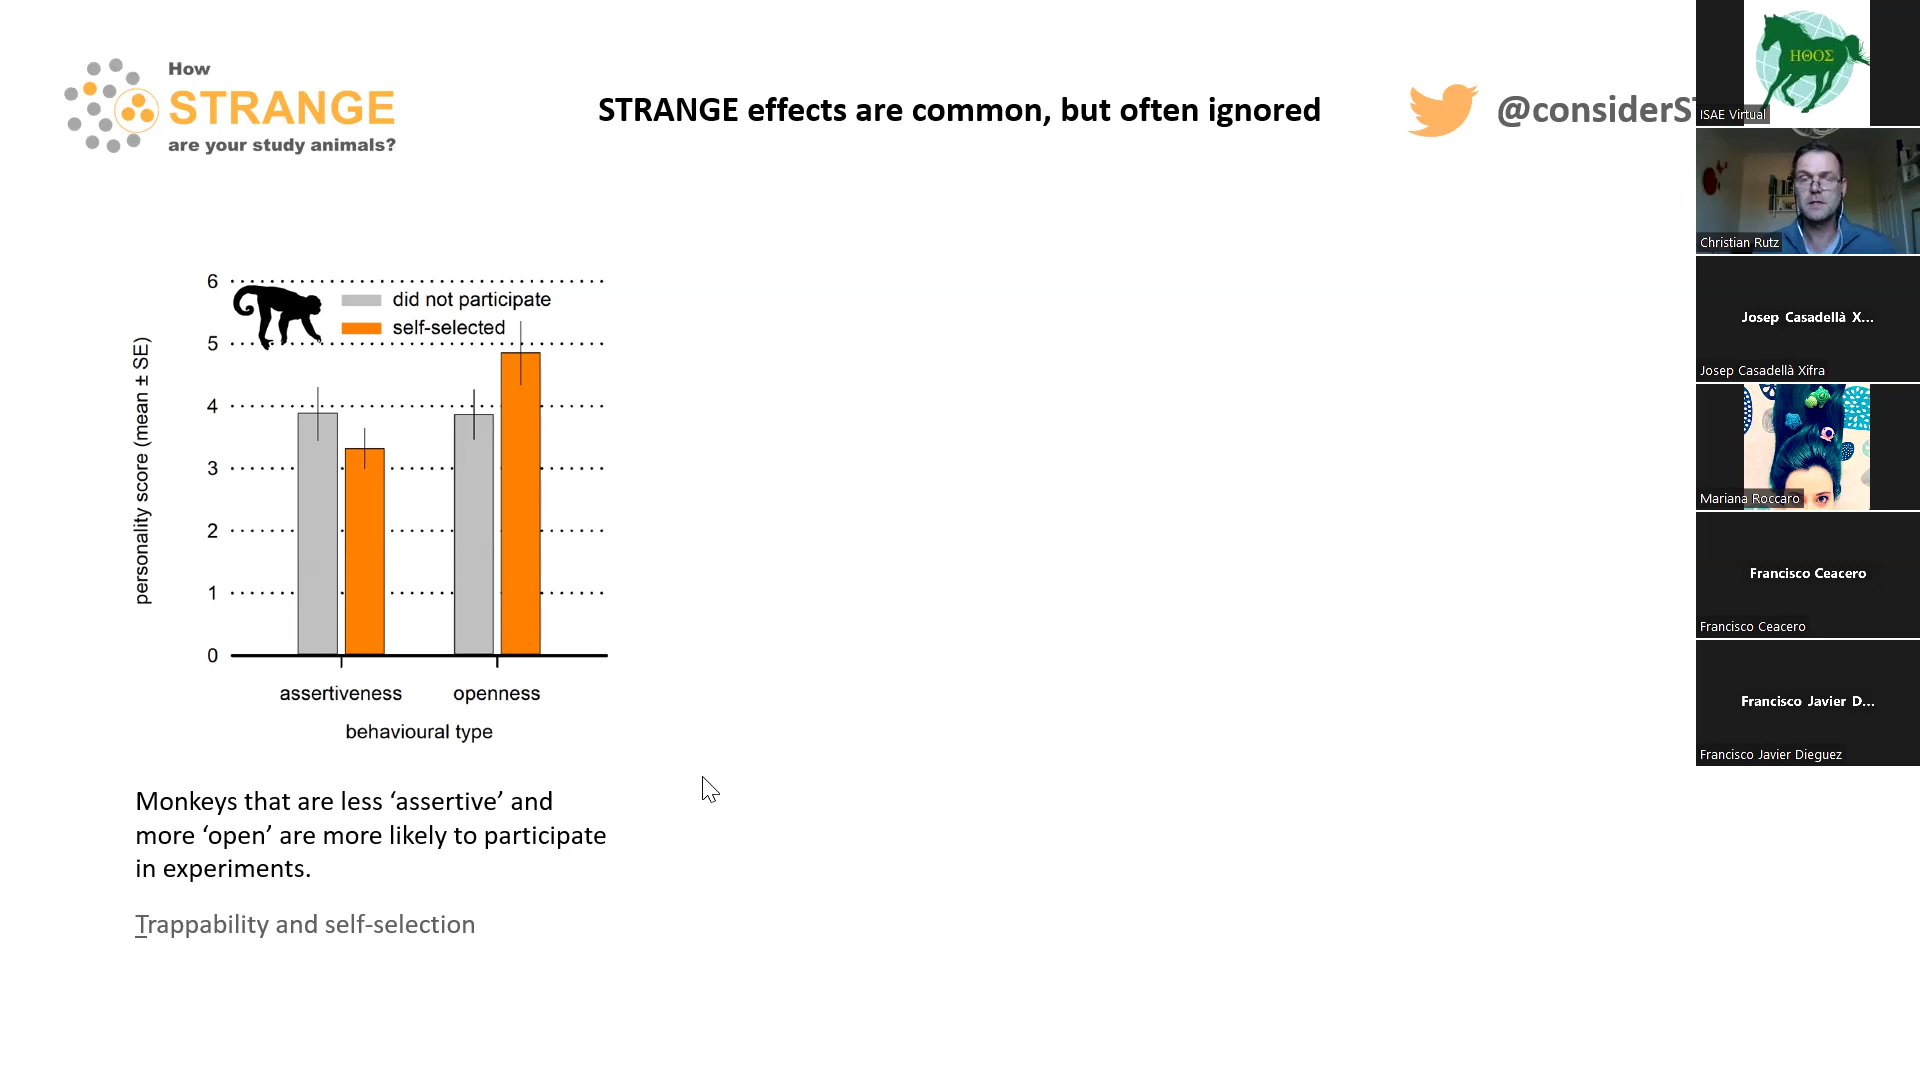 How
STRANGE
are your study animals?
STRANGE effects are common, but often ignored
@considerS
6
5
4
3
2
1
0
personality score (mean ± SE)
did not participate
self-selected
assertiveness
openness
behavioural type
Monkeys that are less ‘assertive’ and
more ‘open’ are more likely to participate
in experiments.
Trappability and self-selection
ΗΘΟΣ
ISAE Virtual
Christian Rutz
Josep Casadellà X...
Josep Casadellà Xifra
Mariana Roccaro
Francisco Ceacero
Francisco Ceacero
Francisco Javier D...
Francisco Javier Dieguez